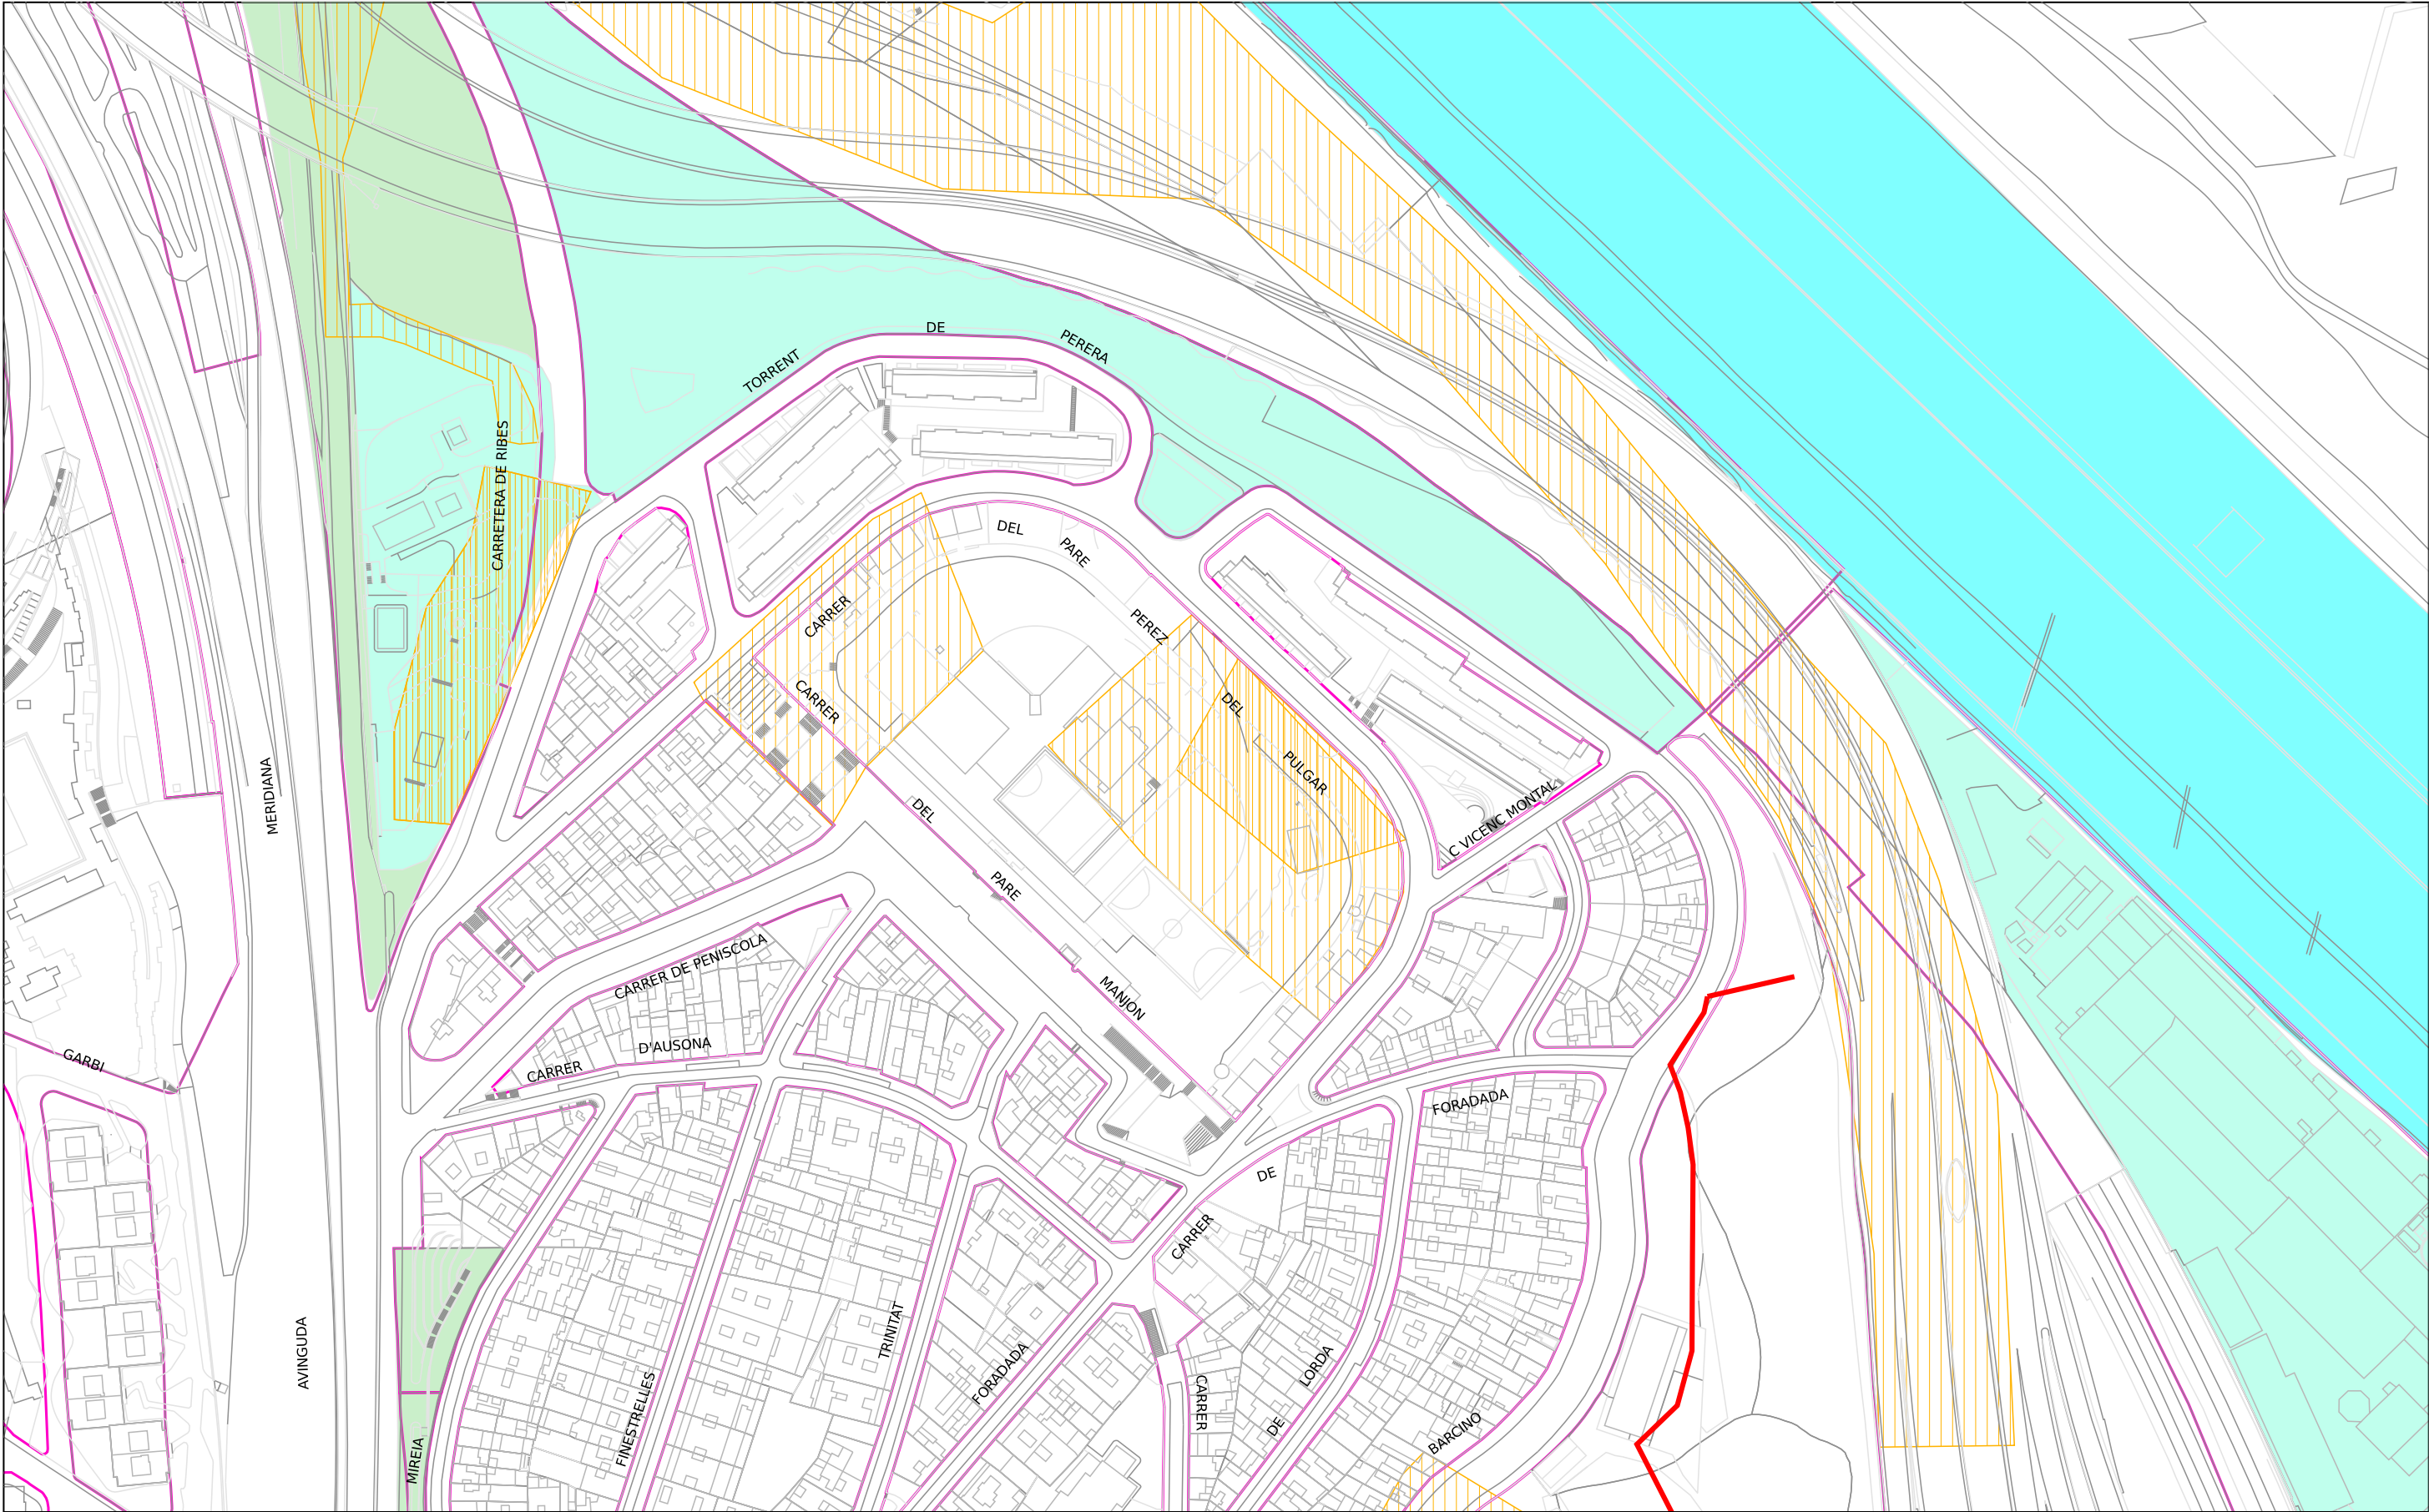 DE
TORRENT
PERERA
CARRETERA DE RIBES
DEL
PARE
CARRER
PEREZ
CARRER
DEL
PULGAR
MERIDIANA
DEL
C VICENC MONTAL
PARE
CARRER DE PENISCOLA
MANJON
D'AUSONA
CARRER
GARBI
FORADADA
DE
CARRER
AVINGUDA
TRINITAT
FORADADA
LORDA
CARRER
FINESTRELLES
DE
BARCINO
MIREIA